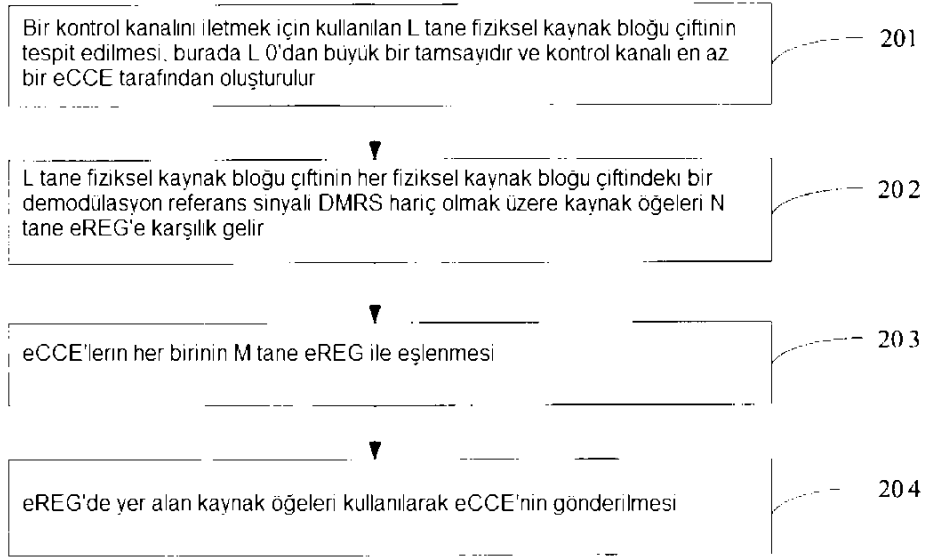 Bir kontrol kanalını iletmek için kullanılan L tane fiziksel kaynak bloğu çiftinin
tespit edilmesi, burada L 0'dan büyük bir tamsayıdır ve kontrol kanalı en az
bir eCCE tarafından oluşturulur
201
L tane fiziksel kaynak bloğu çiftinin her fiziksel kaynak bloğu çiftindeki bir
demodülasyon referans sinyali DMRS hariç olmak üzere kaynak öğeleri N
tane eREG'e karşılık gelir
202
eCCE'lerin her birinin M tane eREG ile eşlenmesi
203
eREG'de yer alan kaynak öğeleri kullanılarak eCCE'nin gönderilmesi
204